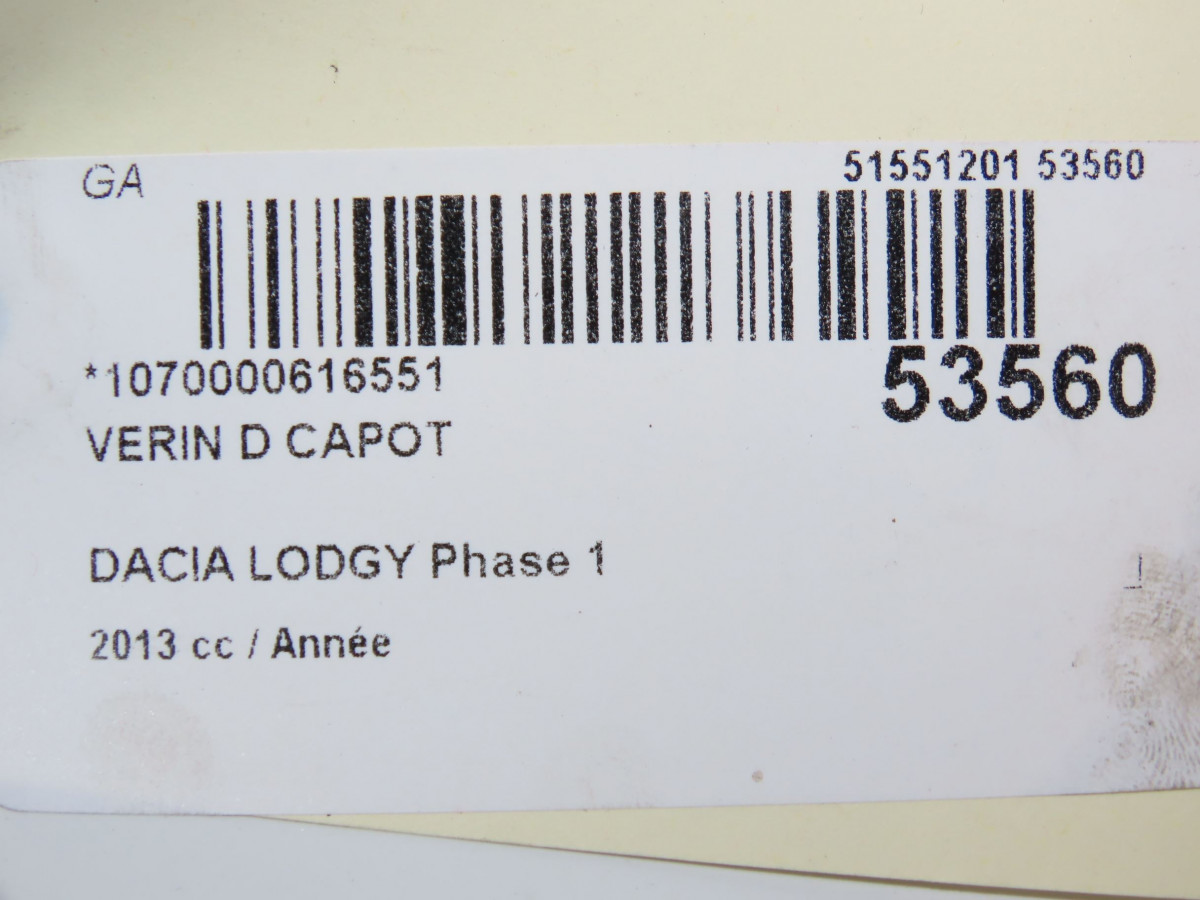 GA
51551201 53560
*1070000616551
53560
VERIN D CAPOT
DACIA LODGY Phase 1
2013 cc / Année